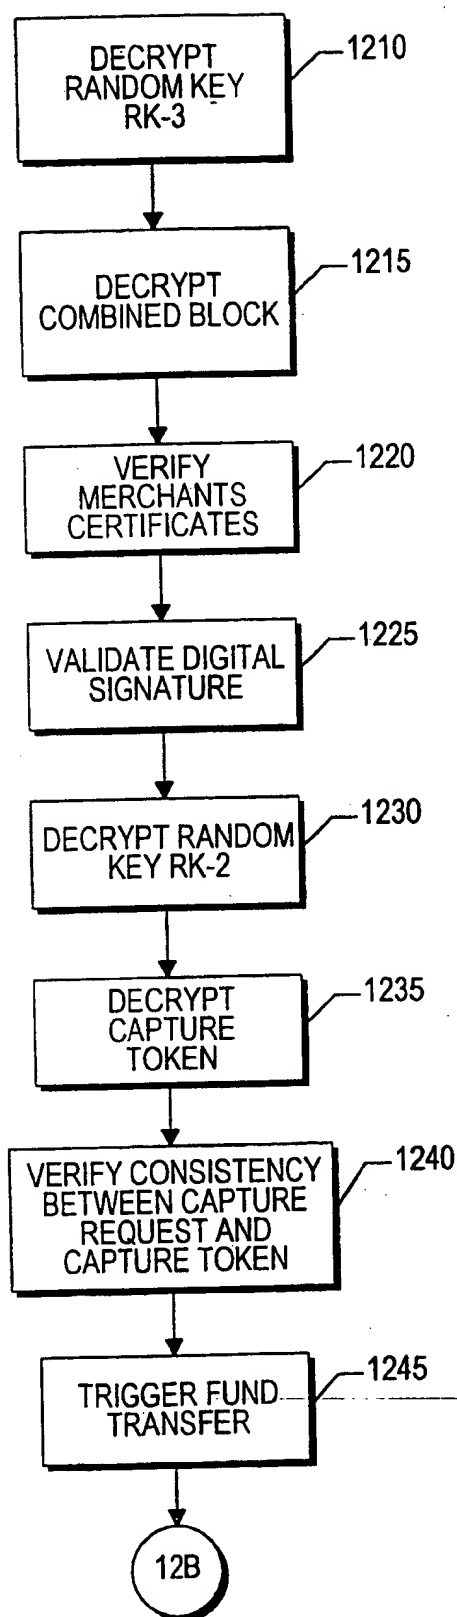 DECRYPT
RANDOM KEY
RK-3
1210
DECRYPT
COMBINED BLOCK
1215
VERIFY
MERCHANTS
CERTIFICATES
1220
VALIDATE DIGITAL
SIGNATURE
1225
DECRYPT RANDOM
KEY RK-2
1230
DECRYPT
CAPTURE
TOKEN
1235
VERIFY CONSISTENCY
BETWEEN CAPTURE
REQUEST AND
CAPTURE TOKEN
1240
TRIGGER FUND
TRANSFER
1245
12B